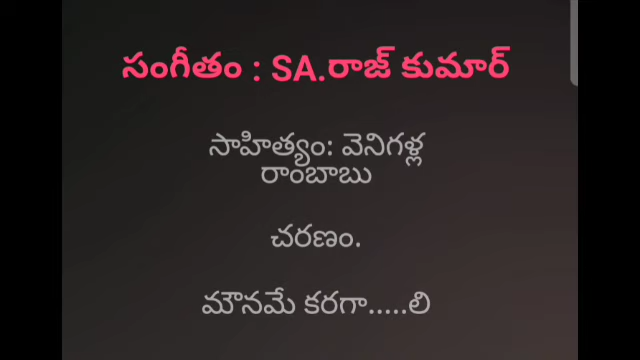 సంగీతం : SA.రాజ్ కుమార్
సాహిత్యం: వెనిగళ్ల
రాంబాబు
చరణం.
మౌనమే కరగా.....లి